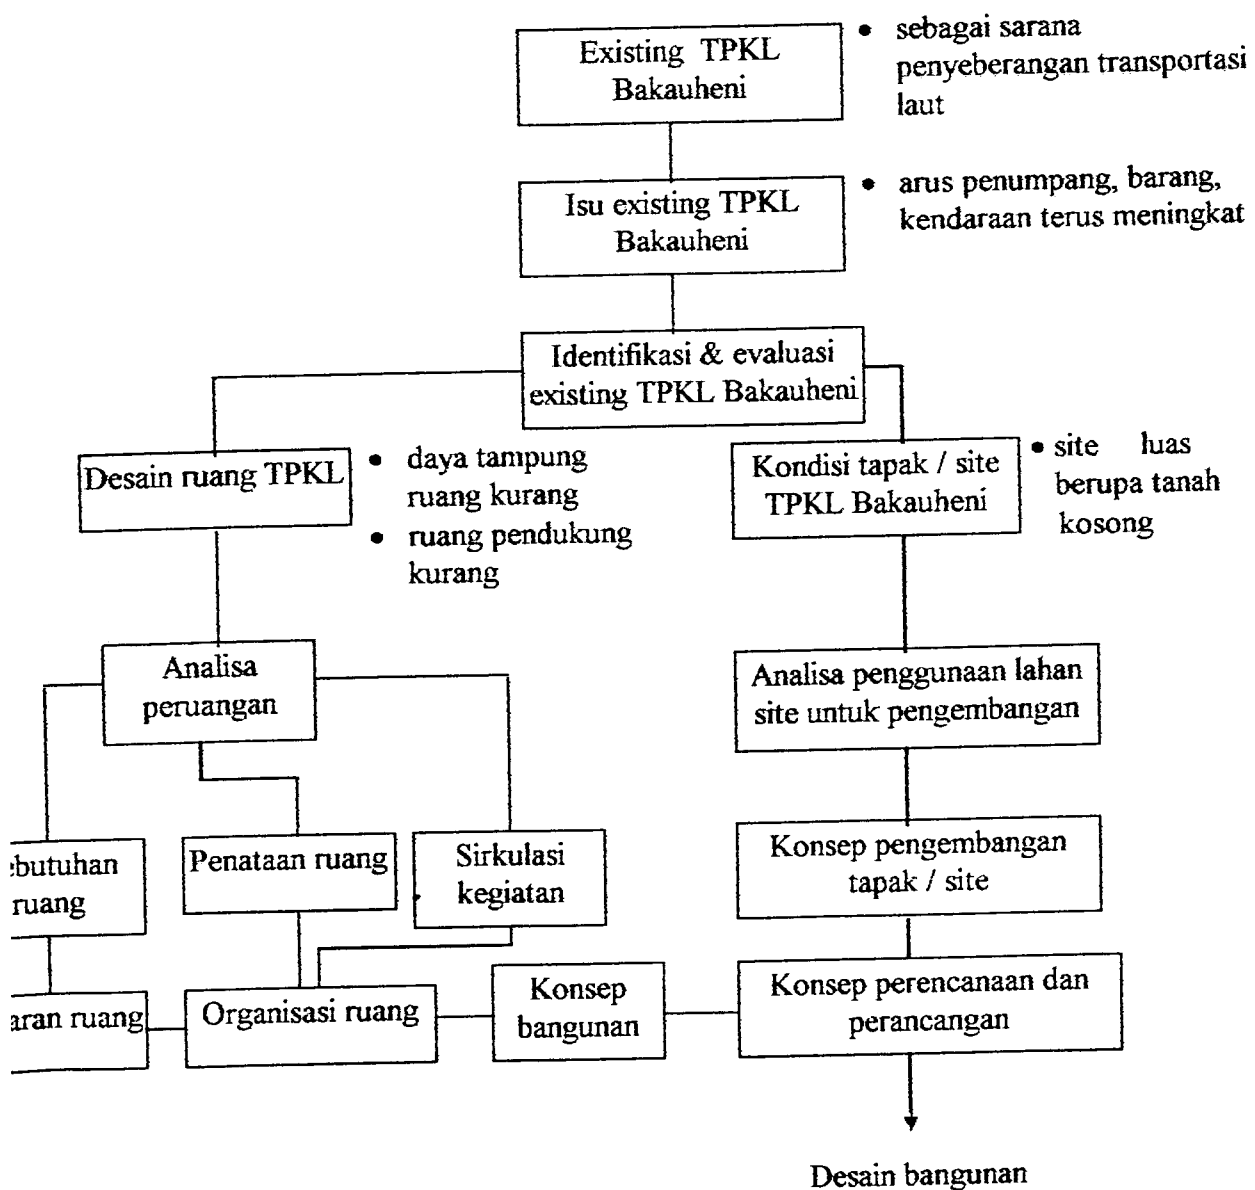 Existing TPKL
Bakauheni
• sebagai sarana
penyeberangan transportasi
laut
Isu existing TPKL
Bakauheni
• arus penumpang, barang,
kendaraan terus meningkat
Identifikasi & evaluasi
existing TPKL Bakauheni
Desain ruang TPKL
• daya tampung
ruang kurang
• ruang pendukung
kurang
Kondisi tapak / site
TPKL Bakauheni
• site luas
berupa tanah
kosong
Analisa
peruangan
Analisa penggunaan lahan
site untuk pengembangan
ebutuhan
ruang
Penataan ruang
Sirkulasi
kegiatan
Konsep pengembangan
tapak / site
aran ruang
Organisasi ruang
Konsep
bangunan
Konsep perencanaan dan
perancangan
Desain bangunan